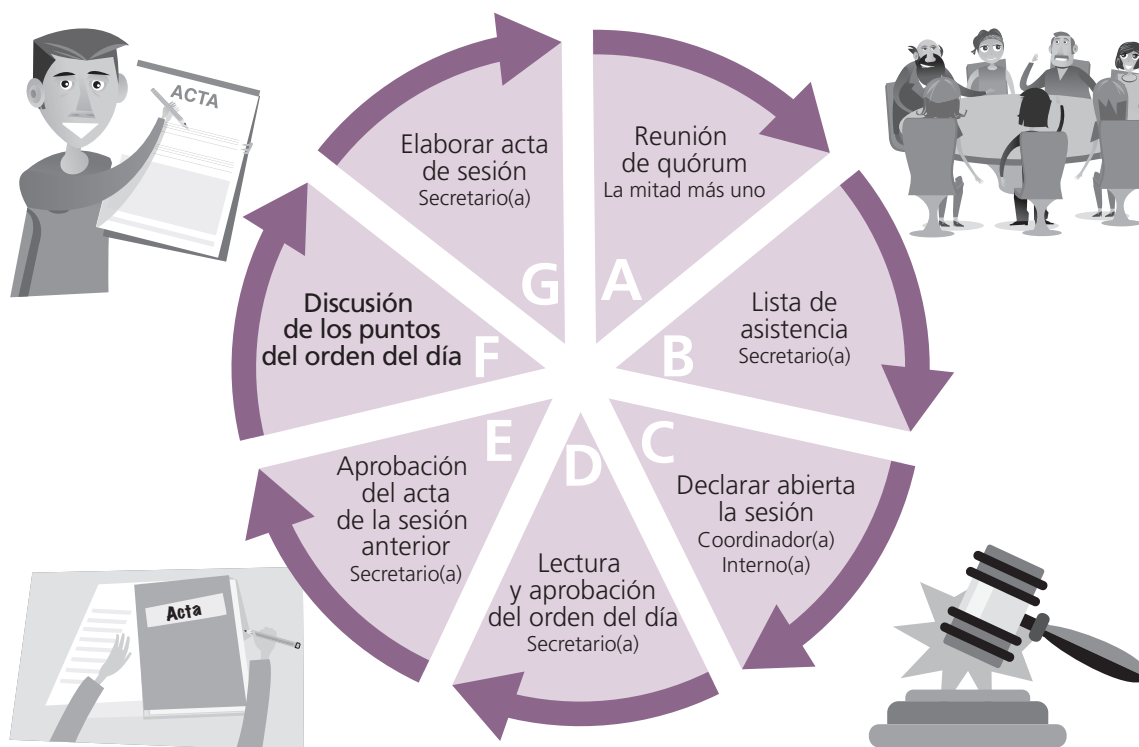 ACTA
Elaborar acta
de sesión
Secretario(a)
G
Reunión
de quórum
La mitad más uno
A
Lista de
asistencia
Secretario(a)
B
Declarar abierta
la sesión
Coordinador(a)
Interno(a)
C
Lectura
y aprobación
del orden del día
Secretario(a)
D
Aprobación
del acta
de la sesión
anterior
Secretario(a)
E
Discusión
de los puntos
del orden del día
F
Acta